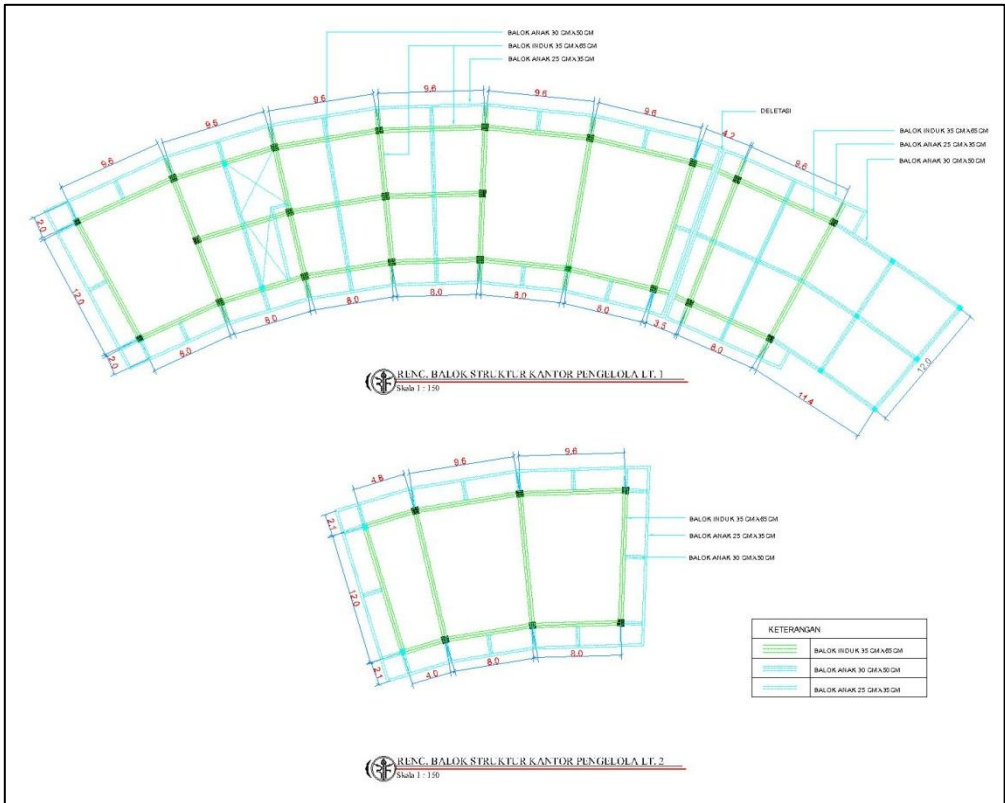 BALOK ANAK 30 CMX50CM
BALOK INDUK 35 CMX65CM
BALOK ANAK 25 CMX35CM
DELETASI
BALOK INDUK 35 CMX65CM
BALOK ANAK 25 CMX35CM
BALOK ANAK 30 CMX50CM
9.6
9.6
9.6
9.6
9.6
9.6
4.2
9.6
2.0
12.0
2.0
8.0
8.0
8.0
8.0
8.0
8.0
3.5
8.0
11.4
12.0
RENC. BALOK STRUKTUR KANTOR PENGELOLA LT. 1
Skala 1 : 150
4.8
9.6
9.6
2.1
12.0
2.1
4.0
8.0
8.0
BALOK INDUK 35 CMX65CM
BALOK ANAK 25 CMX35CM
BALOK ANAK 30 CMX50CM
KETERANGAN
BALOK INDUK 35 CMX65CM
BALOK ANAK 30 CMX50CM
BALOK ANAK 25 CMX35CM
RENC. BALOK STRUKTUR KANTOR PENGELOLA LT. 2
Skala 1 : 150